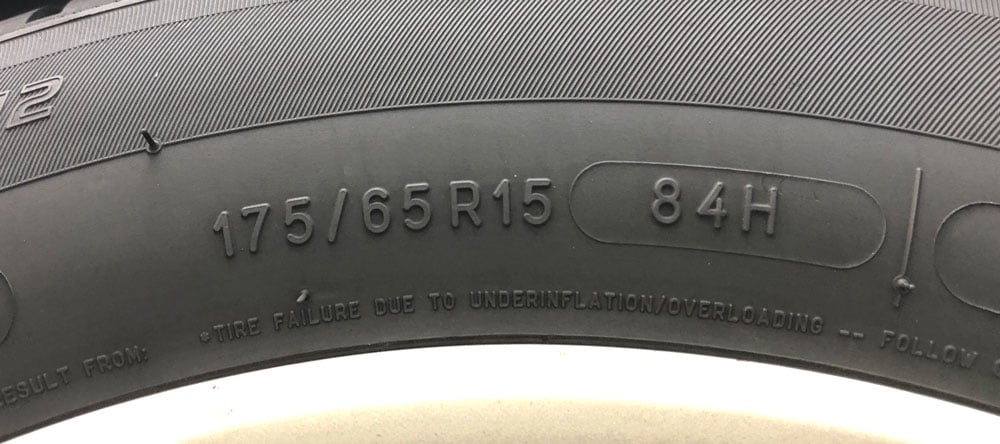 175/65R15 84H
RESULT FROM: *TIRE FAILURE DUE TO UNDERINFLATION/OVERLOADING -- FOLLOW